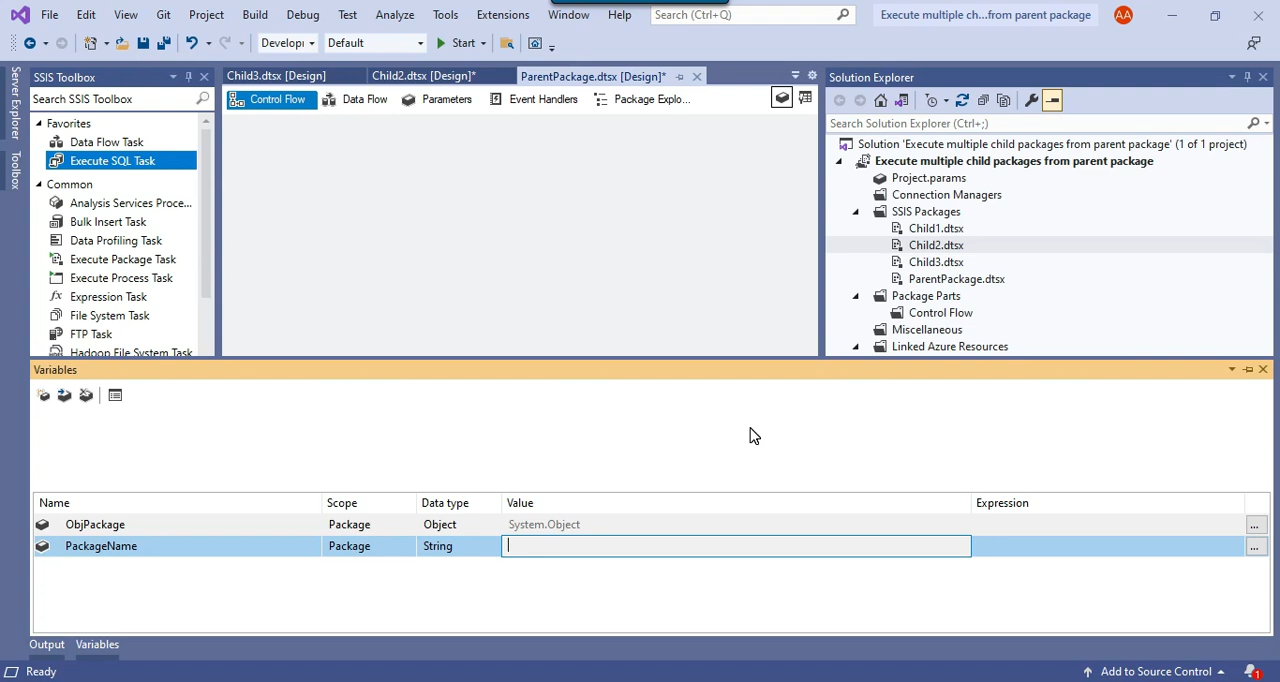 File Edit View Git Project Build Debug Test Analyze Tools Extensions Window Help Search (Ctrl+Q) Execute multiple ch...from parent package AA
Developi Default Start
Server Explorer
Toolbox
SSIS Toolbox
Search SSIS Toolbox
Favorites
Data Flow Task
Execute SQL Task
Common
Analysis Services Proce...
Bulk Insert Task
Data Profiling Task
Execute Package Task
Execute Process Task
Expression Task
File System Task
FTP Task
Hadoop File System Task
Child3.dtsx [Design] Child2.dtsx [Design]* ParentPackage.dtsx [Design]*
Control Flow Data Flow Parameters Event Handlers Package Explo...
Solution Explorer
Search Solution Explorer (Ctrl+;)
Solution 'Execute multiple child packages from parent package' (1 of 1 project)
Execute multiple child packages from parent package
Project.params
Connection Managers
SSIS Packages
Child1.dtsx
Child2.dtsx
Child3.dtsx
ParentPackage.dtsx
Package Parts
Control Flow
Miscellaneous
Linked Azure Resources
Variables
Name Scope Data type Value Expression
ObjPackage Package Object System.Object ...
PackageName Package String ...
Output Variables
Ready Add to Source Control 1